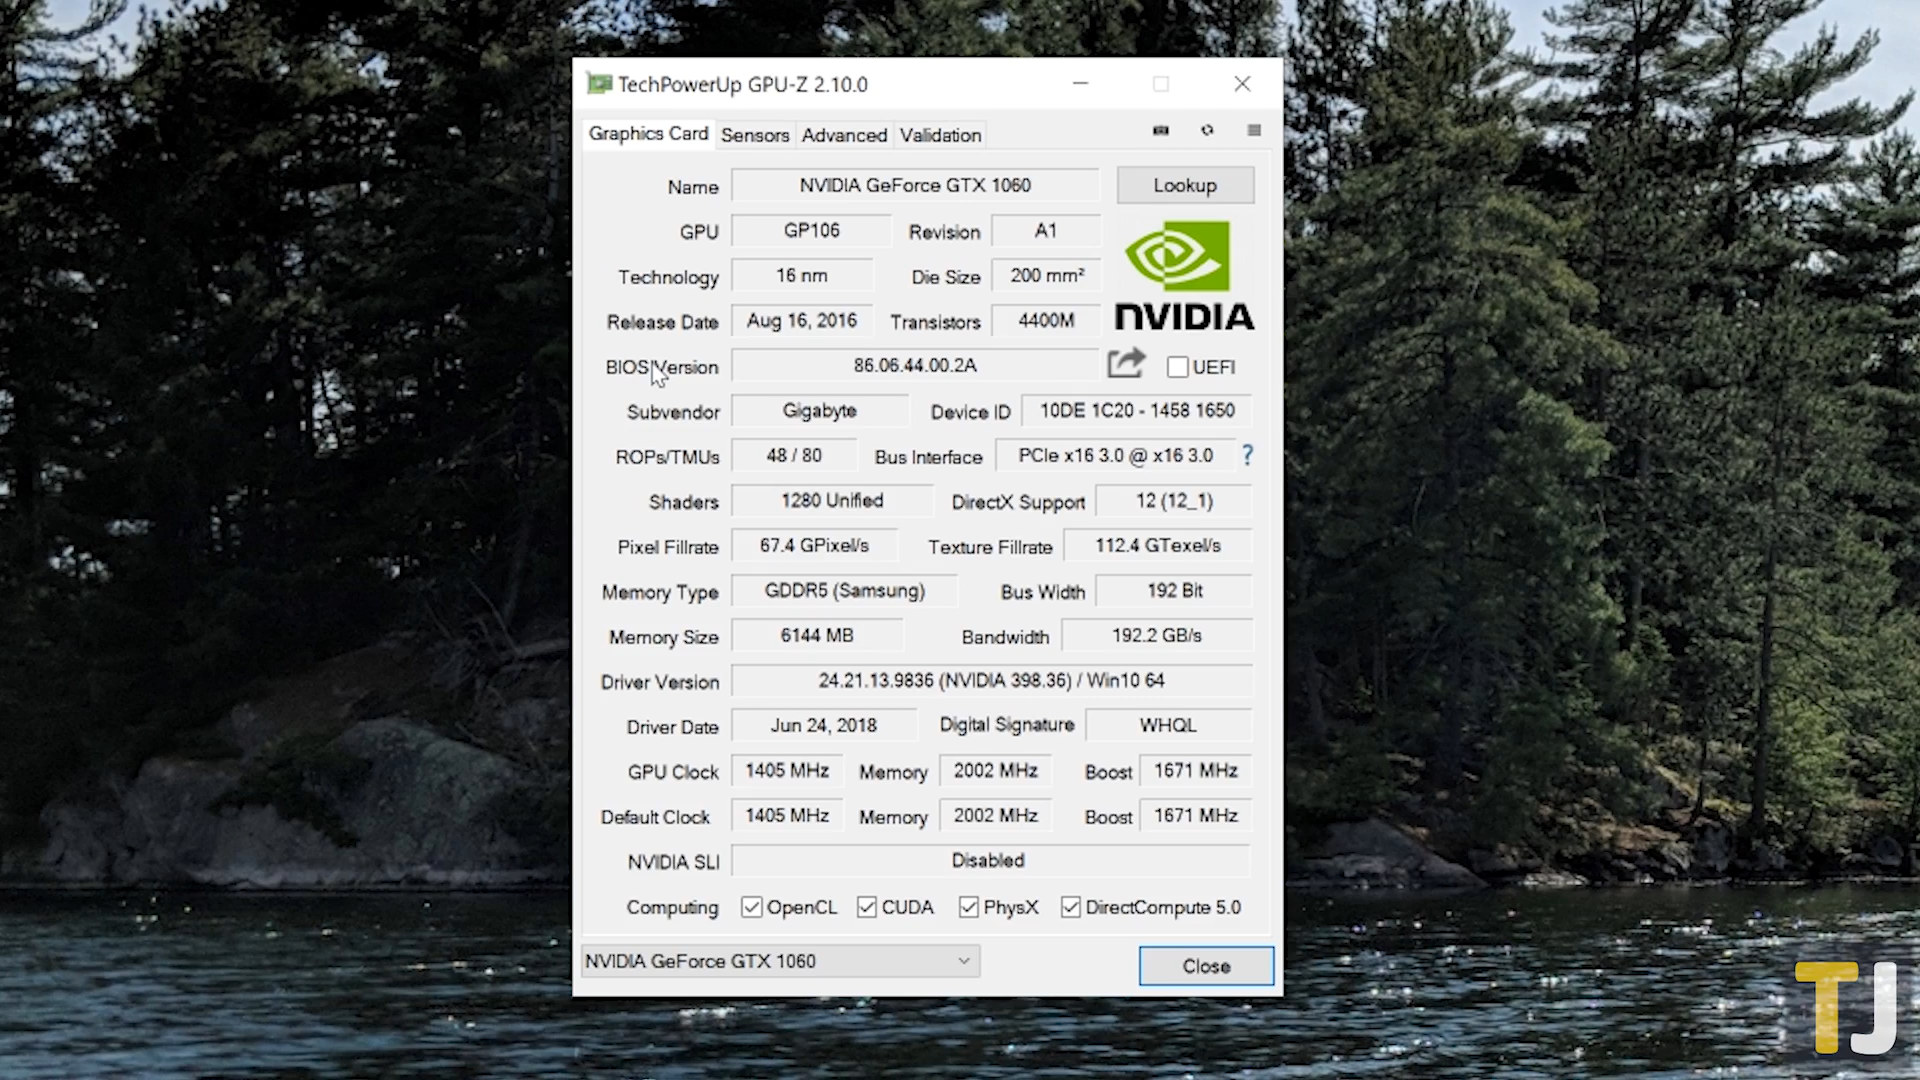 TechPowerUp GPU-Z 2.10.0
Graphics Card Sensors Advanced Validation
Name NVIDIA GeForce GTX 1060 Lookup
GPU GP106 Revision A1
Technology 16 nm Die Size 200 mm²
NVIDIA
Release Date Aug 16, 2016 Transistors 4400M
BIOS Version 86.06.44.00.2A UEFI
Subvendor Gigabyte Device ID 10DE 1C20 - 1458 1650
ROPs/TMUs 48 / 80 Bus Interface PCIe x16 3.0 @ x16 3.0 ?
Shaders 1280 Unified DirectX Support 12 (12_1)
Pixel Fillrate 67.4 GPixel/s Texture Fillrate 112.4 GTexel/s
Memory Type GDDR5 (Samsung) Bus Width 192 Bit
Memory Size 6144 MB Bandwidth 192.2 GB/s
Driver Version 24.21.13.9836 (NVIDIA 398.36) / Win10 64
Driver Date Jun 24, 2018 Digital Signature WHQL
GPU Clock 1405 MHz Memory 2002 MHz Boost 1671 MHz
Default Clock 1405 MHz Memory 2002 MHz Boost 1671 MHz
NVIDIA SLI Disabled
Computing OpenCL CUDA PhysX DirectCompute 5.0
NVIDIA GeForce GTX 1060 Close
TJ